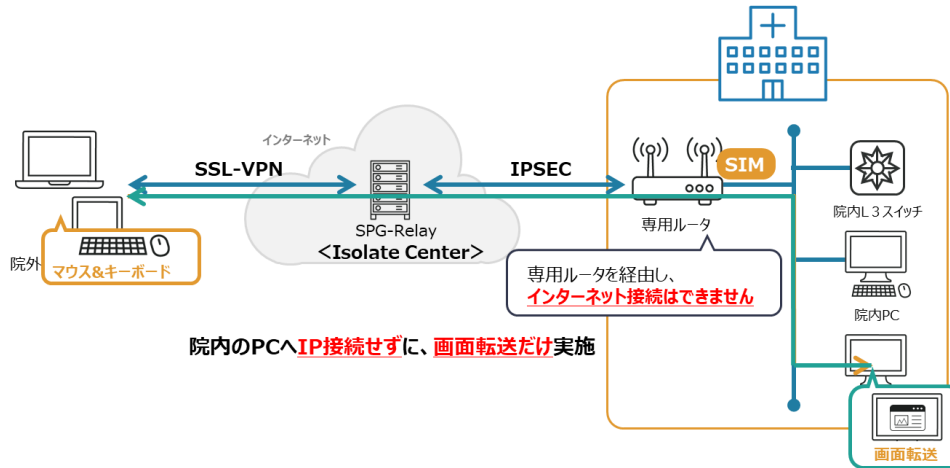 インターネット
SSL-VPN
IPSEC
SIM
SPG-Relay
<Isolate Center>
専用ルータ
院内L3スイッチ
院外
マウス&キーボード
専用ルータを経由し、
インターネット接続はできません
院内PC
院内のPCへIP接続せずに、画面転送だけ実施
画面転送